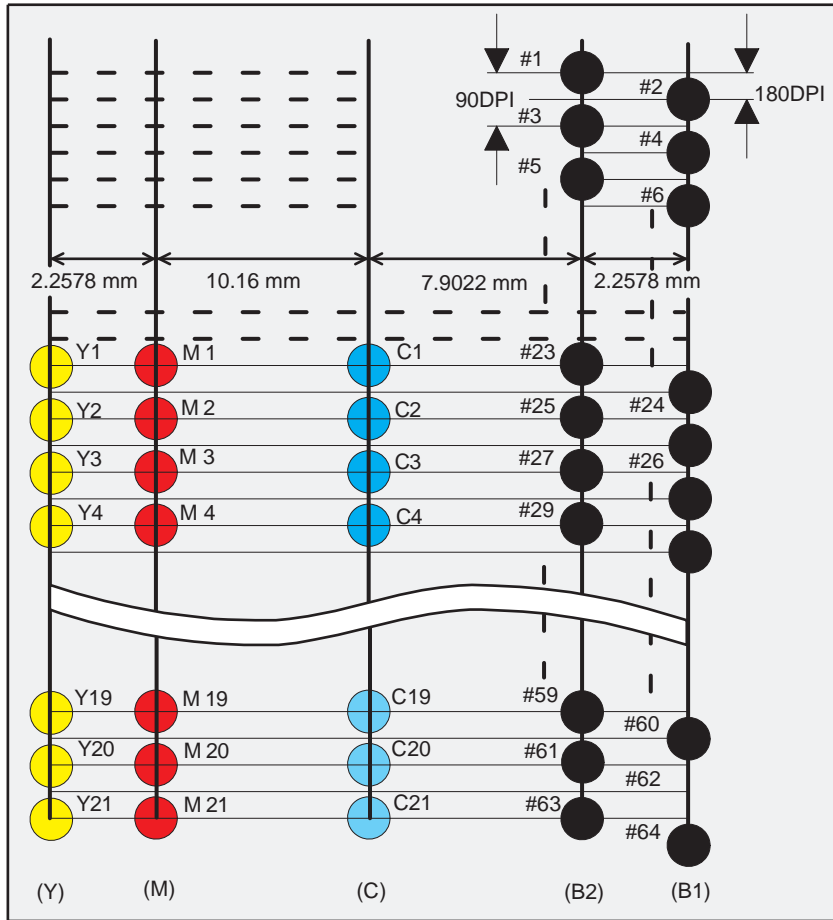 #1
#2
90DPI
180DPI
#3
#4
#5
#6
2.2578 mm
10.16 mm
7.9022 mm
2.2578 mm
Y1 M 1 C1 #23
Y2 M 2 C2 #25 #24
Y3 M 3 C3 #27 #26
Y4 M 4 C4 #29
Y19 M 19 C19 #59
#60
Y20 M 20 C20 #61
#62
Y21 M 21 C21 #63
#64
(Y) (M) (C) (B2) (B1)